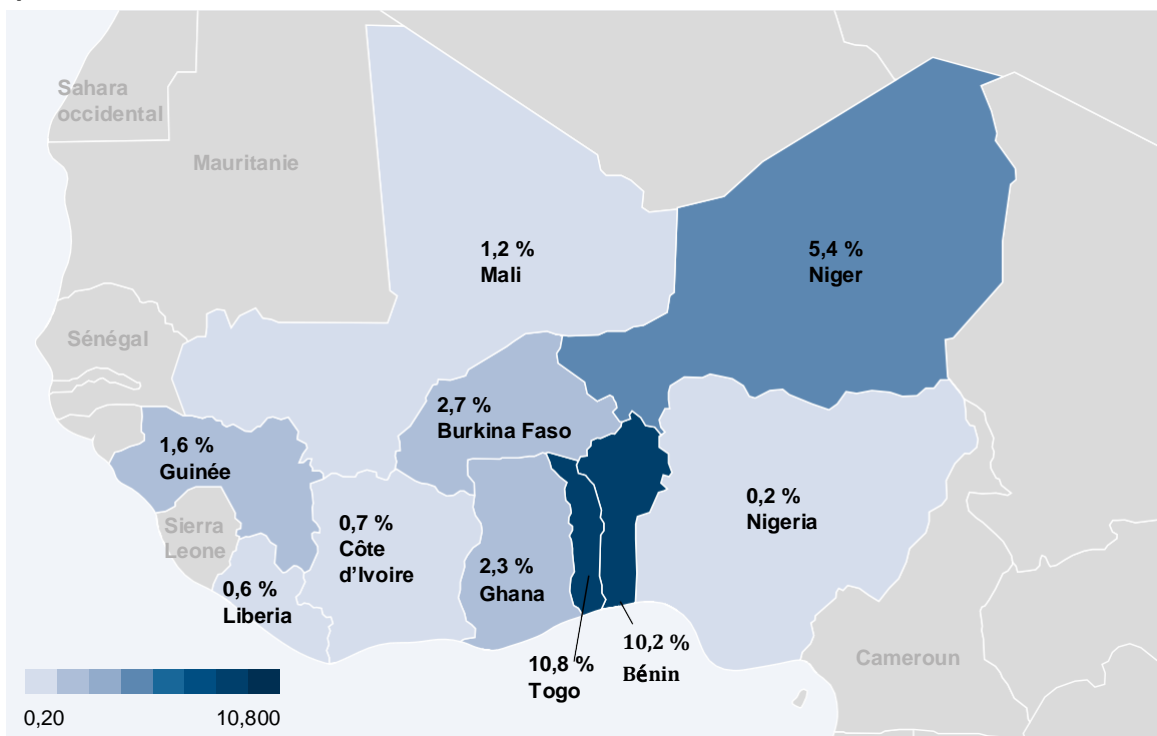 Sahara
occidental
Mauritanie
1,2 %
Mali
5,4 %
Niger
Sénégal
2,7 %
Burkina Faso
1,6 %
Guinée
0,2 %
Nigeria
0,7 %
Côte
d’Ivoire
Sierra
Leone
2,3 %
Ghana
0,6 %
Liberia
10,2 %
Bénin
10,8 %
Togo
Cameroun
0,20
10,800